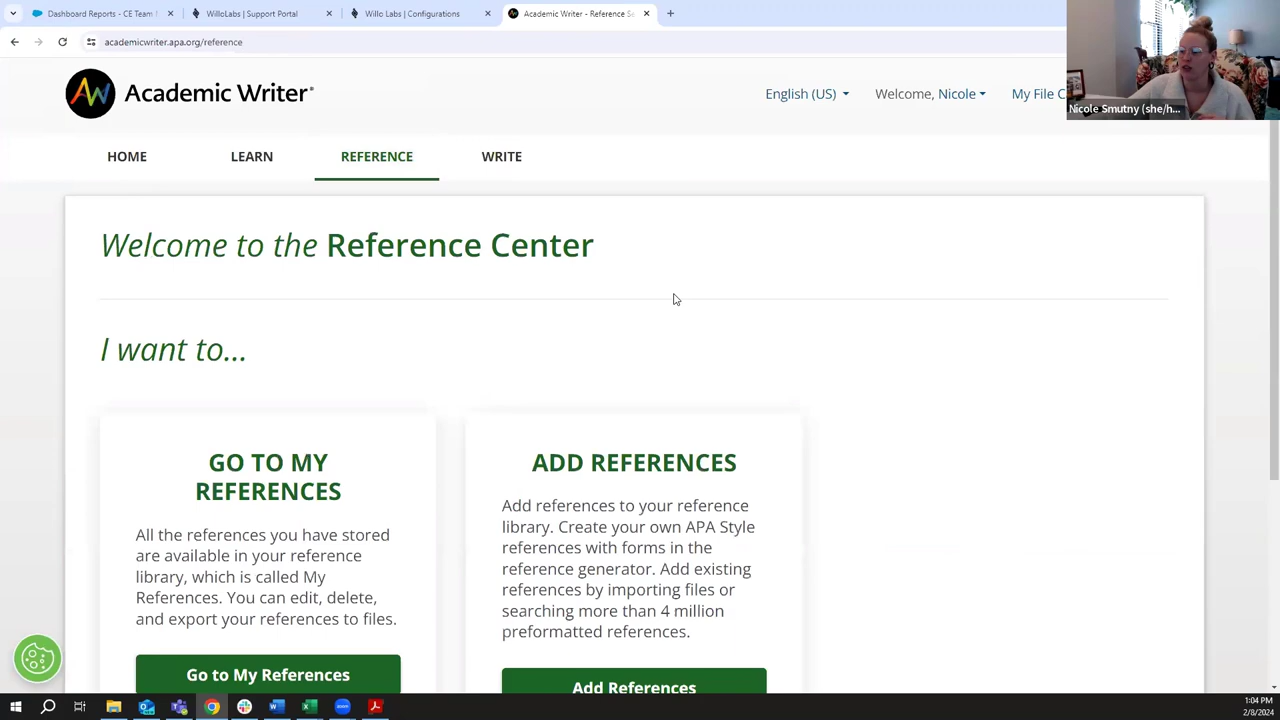 Dashboard Reports - CE Team
WilloLabs | Support Portal
Willo Labs | Configurations
Academic Writer - Reference Se
academicwriter.apa.org/reference
AW Academic Writer
English (US)
Welcome, Nicole
My File C
Nicole Smutny (she/h...
HOME
LEARN
REFERENCE
WRITE
Welcome to the Reference Center
I want to...
GO TO MY
REFERENCES
All the references you have stored
are available in your reference
library, which is called My
References. You can edit, delete,
and export your references to files.
Go to My References
ADD REFERENCES
Add references to your reference
library. Create your own APA Style
references with forms in the
reference generator. Add existing
references by importing files or
searching more than 4 million
preformatted references.
Add References
1:04 PM
2/8/2024